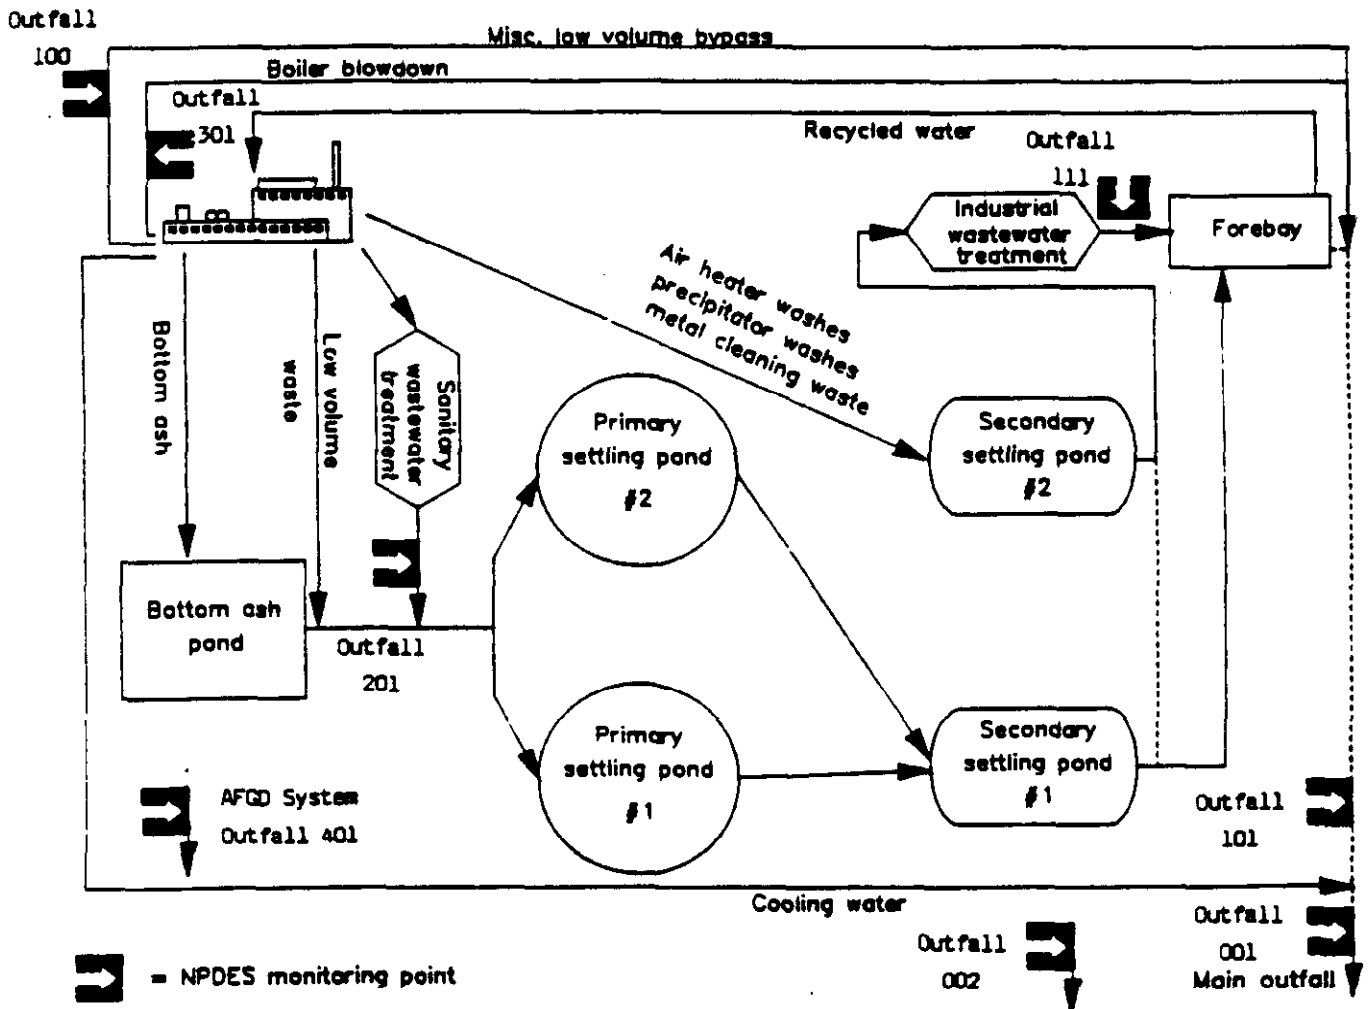 Outfall
100
Misc. low volume bypass
Boiler blowdown
Outfall
301
Recycled water
Outfall
111
Industrial
wastewater
treatment
Forebay
Air heater washes
precipitator washes
metal cleaning waste
Bottom ash
Low volume
waste
Sanitary
wastewater
treatment
Primary
settling pond
#2
Secondary
settling pond
#2
Bottom ash
pond
Outfall
201
Primary
settling pond
#1
Secondary
settling pond
#1
AFGD System
Outfall 401
Outfall
101
Cooling water
Outfall
002
Outfall
001
Main outfall
= NPDES monitoring point